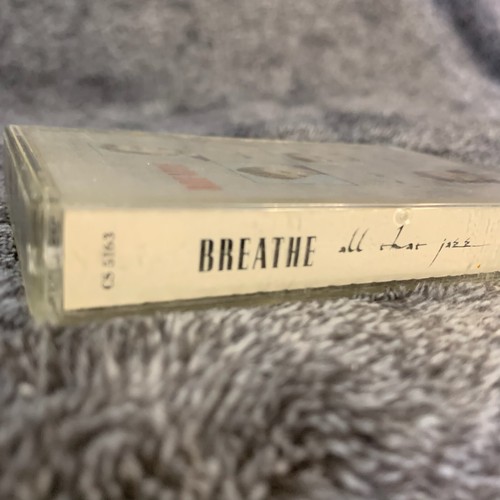 CS 5163
BREATHE all that jazz